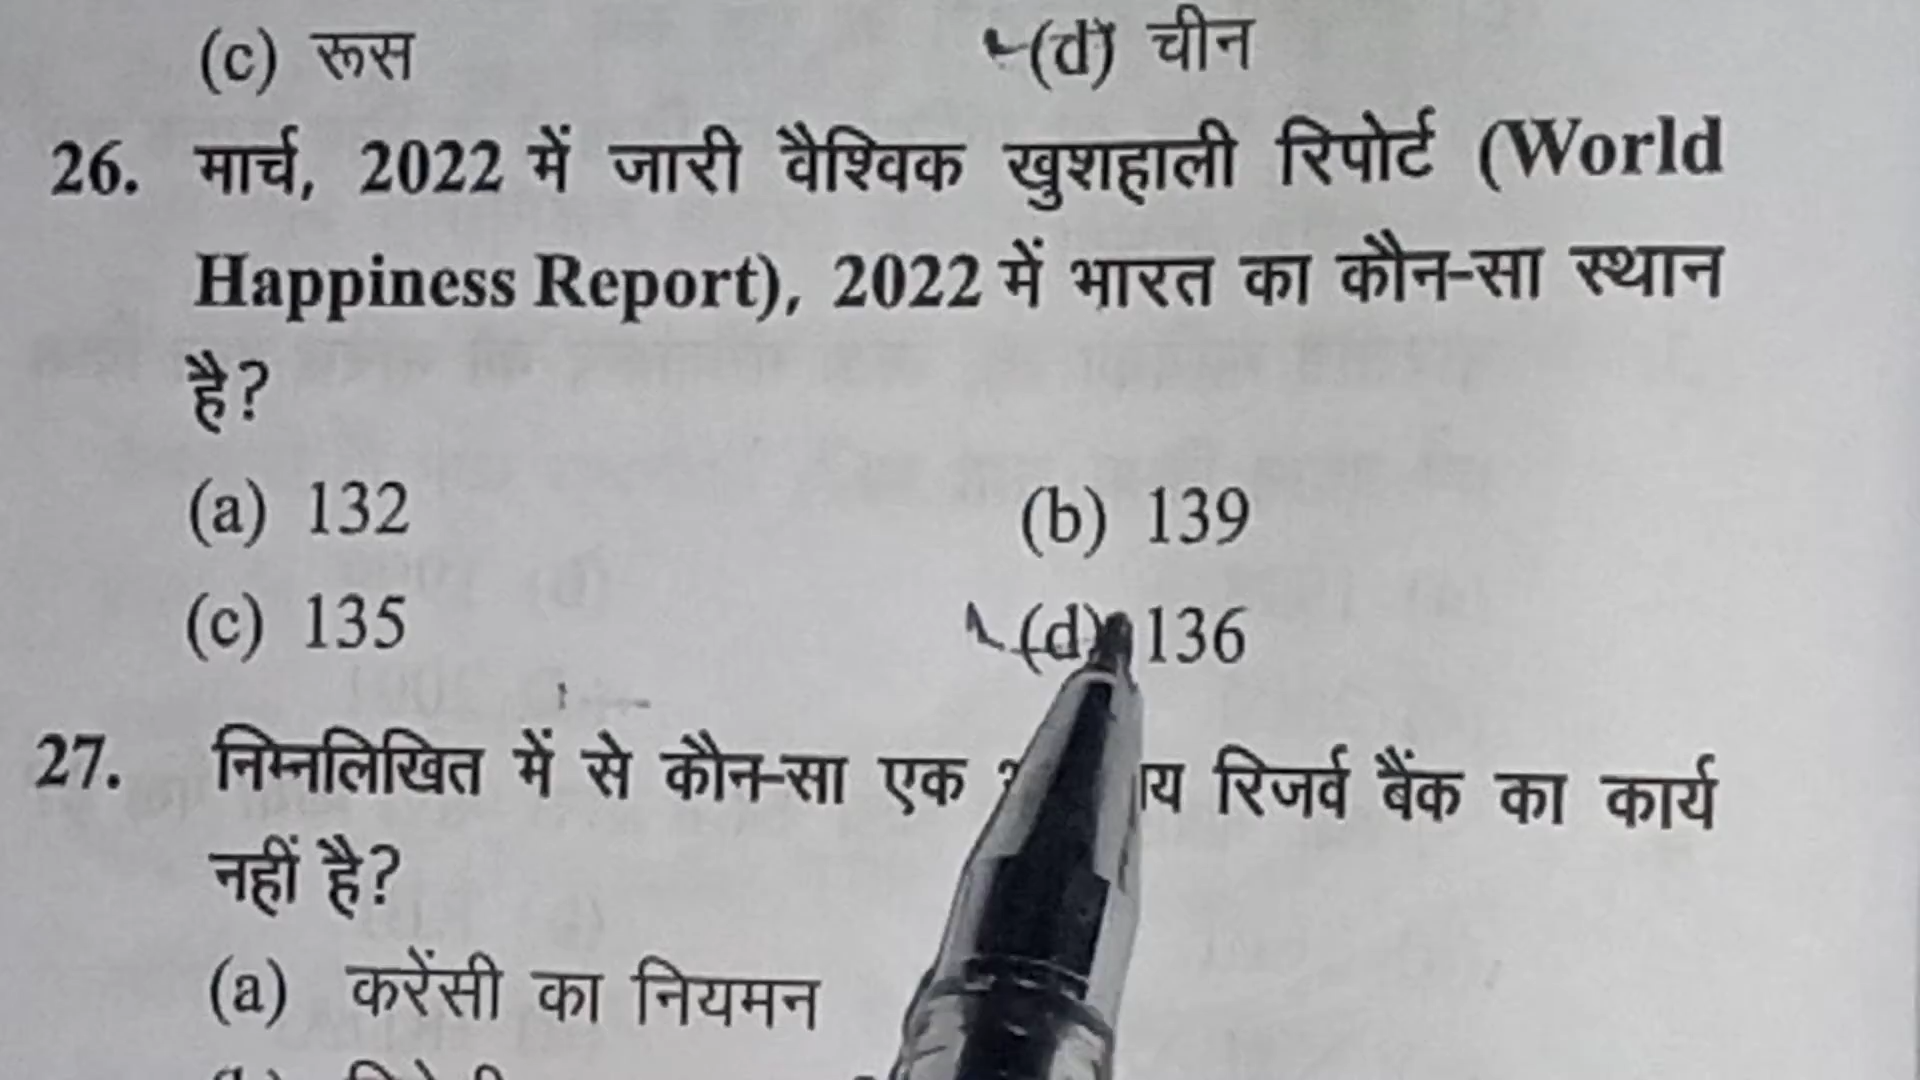 (c) रूस (d) चीन
26. मार्च, 2022 में जारी वैश्विक खुशहाली रिपोर्ट (World
Happiness Report), 2022 में भारत का कौन-सा स्थान
है?
(a) 132 (b) 139
(c) 135 (d) 136
27. निम्नलिखित में से कौन-सा एक रिजर्व बैंक का कार्य
नहीं है?
(a) करेंसी का नियमन